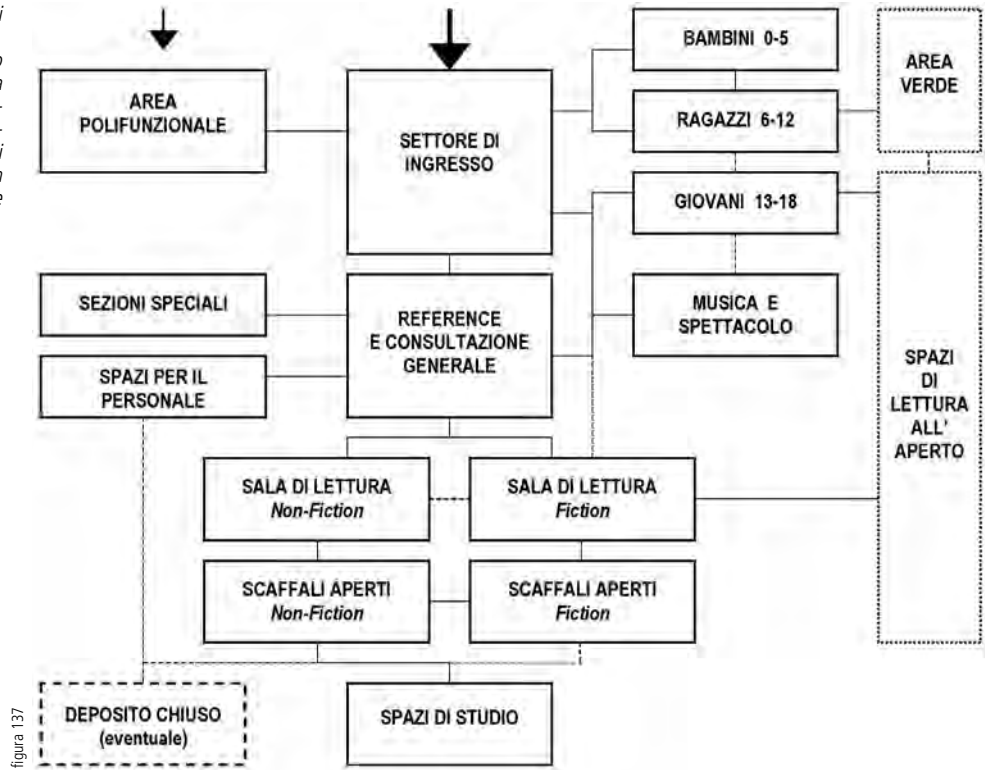 BAMBINI 0-5
AREA
VERDE
AREA
POLIFUNZIONALE
SETTORE DI
INGRESSO
RAGAZZI 6-12
GIOVANI 13-18
SEZIONI SPECIALI
REFERENCE
E CONSULTAZIONE
GENERALE
MUSICA E
SPETTACOLO
SPAZI PER IL
PERSONALE
SPAZI
DI
LETTURA
ALL'
APERTO
SALA DI LETTURA
Non-Fiction
SALA DI LETTURA
Fiction
SCAFFALI APERTI
Non-Fiction
SCAFFALI APERTI
Fiction
DEPOSITO CHIUSO
(eventuale)
SPAZI DI STUDIO
figura 137